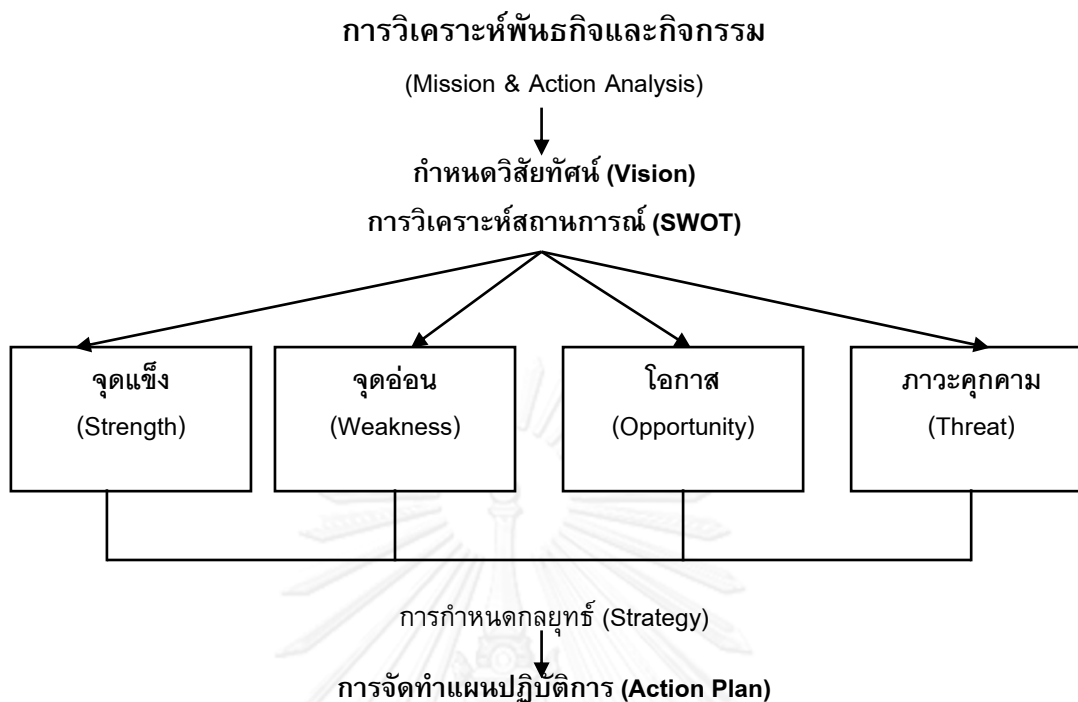 การวิเคราะห์พันธกิจและกิจกรรม
(Mission & Action Analysis)
กำหนดวิสัยทัศน์ (Vision)
การวิเคราะห์สถานการณ์ (SWOT)
จุดแข็ง
(Strength)
จุดอ่อน
(Weakness)
โอกาส
(Opportunity)
ภาวะคุกคาม
(Threat)
การกำหนดกลยุทธ์ (Strategy)
การจัดทำแผนปฏิบัติการ (Action Plan)